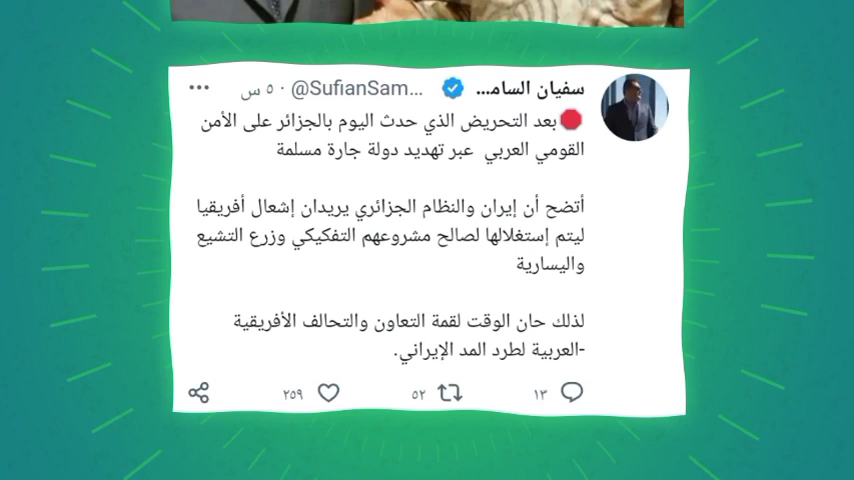 سفيان السامـ... @SufianSam... · ٥ س
بعد التحريض الذي حدث اليوم بالجزائر على الأمن
القومي العربي عبر تهديد دولة جارة مسلمة
أتضح أن إيران والنظام الجزائري يريدان إشعال أفريقيا
ليتم إستغلالها لصالح مشروعهم التفكيكي وزرع التشيع
واليسارية
لذلك حان الوقت لقمة التعاون والتحالف الأفريقية
-العربية لطرد المد الإيراني.
١٣ ٥٢ ٢٥٩